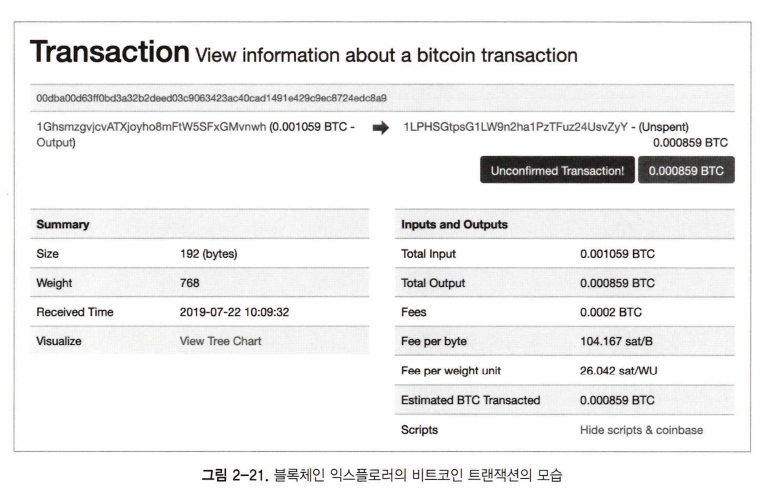 Transaction View information about a bitcoin transaction
00dba00d63ff0bd3a32b2deed03c9063423ac40cad1491e429c9ec8724edc8a9
1GhsmzgvjcvATXjoyho8mFtW5SFxGMvnwh (0.001059 BTC -
Output)
1LPHSGtpsG1LW9n2ha1PzTFuz24UsvZyY - (Unspent)
0.000859 BTC
Unconfirmed Transaction!
0.000859 BTC
Summary
Size 192 (bytes)
Weight 768
Received Time 2019-07-22 10:09:32
Visualize View Tree Chart
Inputs and Outputs
Total Input 0.001059 BTC
Total Output 0.000859 BTC
Fees 0.0002 BTC
Fee per byte 104.167 sat/B
Fee per weight unit 26.042 sat/WU
Estimated BTC Transacted 0.000859 BTC
Scripts Hide scripts & coinbase
그림 2-21. 블록체인 익스플로러의 비트코인 트랜잭션의 모습